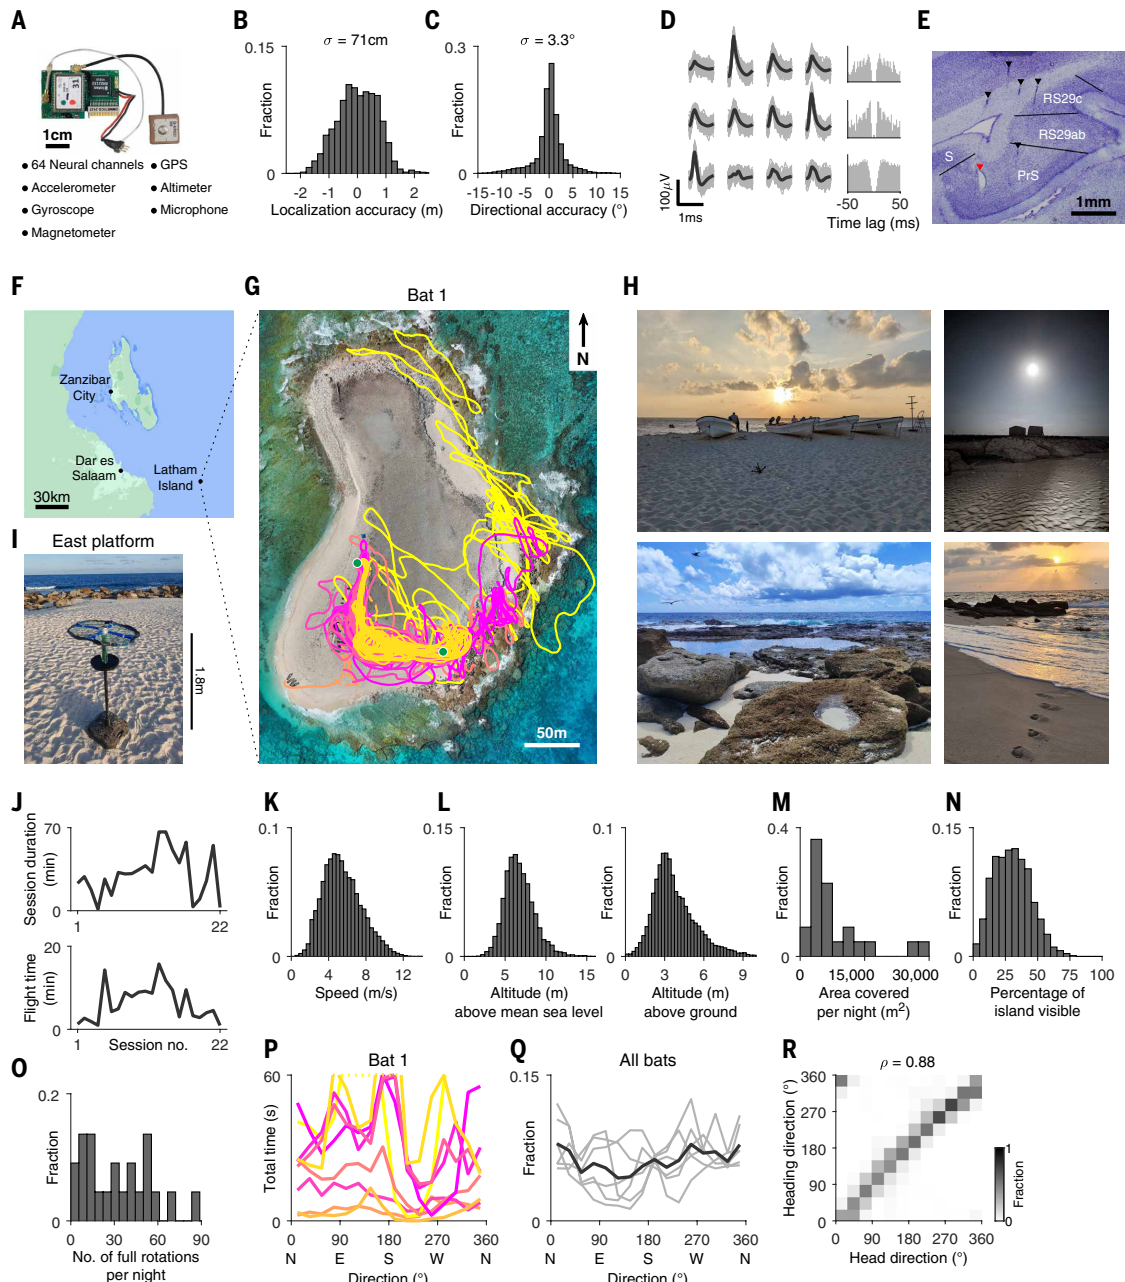 A
1cm
64 Neural channels
Accelerometer
Gyroscope
Magnetometer
GPS
Altimeter
Microphone
B
σ = 71cm
0.15
Fraction
0
-2 0 2
Localization accuracy (m)
C
σ = 3.3°
0.3
Fraction
0
-15 -10 -5 0 5 10 15
Directional accuracy (°)
D
100μV
1ms
-50 50
Time lag (ms)
E
RS29c
RS29ab
S
PrS
1mm
F
Zanzibar
City
Dar es
Salaam
Latham
Island
30km
G
Bat 1
N
50m
H
I
East platform
1.8m
J
Session duration
(min)
70
0
1 22
Flight time
(min)
20
0
1 22
Session no.
K
0.1
Fraction
0
0 4 8 12
Speed (m/s)
L
0.15
Fraction
0
0 5 10 15
Altitude (m)
above mean sea level
0.1
Fraction
0
0 3 6 9
Altitude (m)
above ground
M
0.4
Fraction
0
0 15,000 30,000
Area covered
per night (m²)
N
0.15
Fraction
0
0 25 50 75 100
Percentage of
island visible
O
0.2
Fraction
0
0 30 60 90
No. of full rotations
per night
P
Bat 1
60
Total time (s)
0
0 90 180 270 360
N E S W N
Direction (°)
Q
All bats
0.15
Fraction
0
0 90 180 270 360
N E S W N
Direction (°)
R
ρ = 0.88
Heading direction (°)
360
270
180
90
0
0 90 180 270 360
Head direction (°)
1
0
Fraction